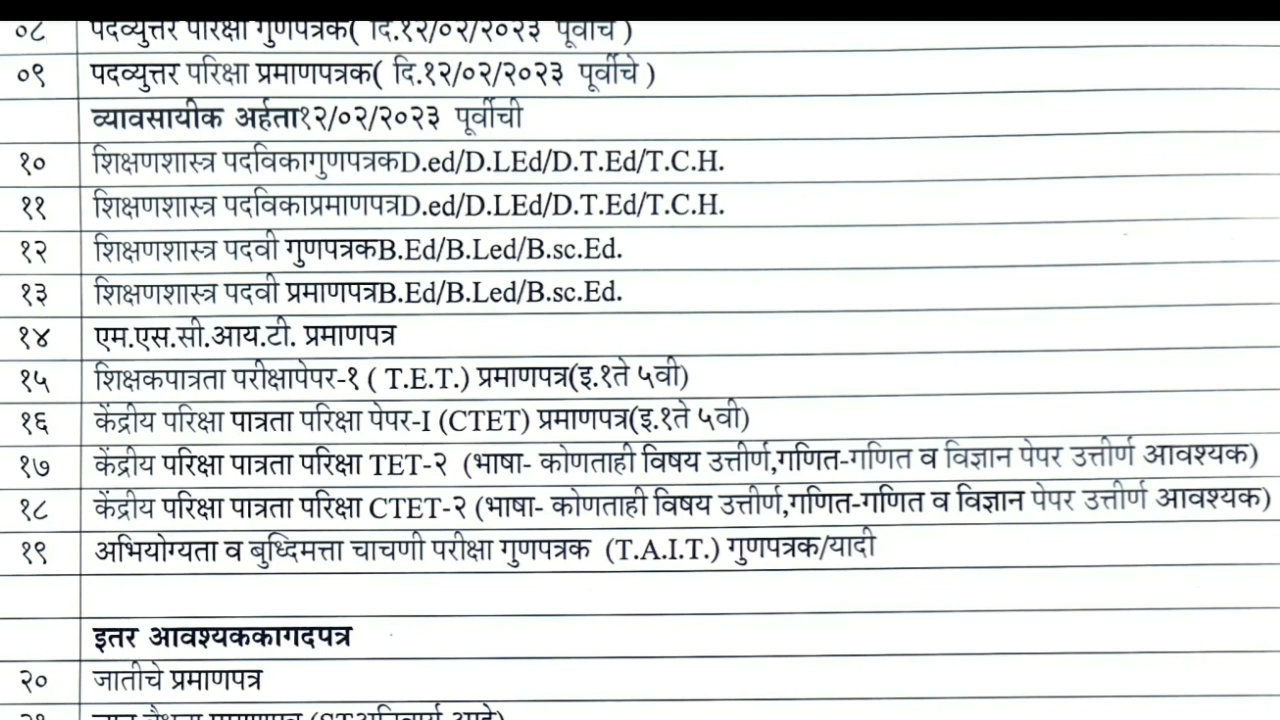 ०८ पदव्युत्तर परिक्षा गुणपत्रक( दि.१२/०२/२०२३ पूर्वीचे )
०९ पदव्युत्तर परिक्षा प्रमाणपत्रक( दि.१२/०२/२०२३ पूर्वीचे )
व्यावसायीक अर्हता१२/०२/२०२३ पूर्वीची
१० शिक्षणशास्त्र पदविकागुणपत्रकD.ed/D.LEd/D.T.Ed/T.C.H.
११ शिक्षणशास्त्र पदविकाप्रमाणपत्रD.ed/D.LEd/D.T.Ed/T.C.H.
१२ शिक्षणशास्त्र पदवी गुणपत्रकB.Ed/B.Led/B.sc.Ed.
१३ शिक्षणशास्त्र पदवी प्रमाणपत्रB.Ed/B.Led/B.sc.Ed.
१४ एम.एस.सी.आय.टी. प्रमाणपत्र
१५ शिक्षकपात्रता परीक्षापेपर-१ ( T.E.T.) प्रमाणपत्र(इ.१ते ५वी)
१६ केंद्रीय परिक्षा पात्रता परिक्षा पेपर-I (CTET) प्रमाणपत्र(इ.१ते ५वी)
१७ केंद्रीय परिक्षा पात्रता परिक्षा TET-२ (भाषा- कोणताही विषय उत्तीर्ण,गणित-गणित व विज्ञान पेपर उत्तीर्ण आवश्यक)
१८ केंद्रीय परिक्षा पात्रता परिक्षा CTET-२ (भाषा- कोणताही विषय उत्तीर्ण,गणित-गणित व विज्ञान पेपर उत्तीर्ण आवश्यक)
१९ अभियोग्यता व बुध्दिमत्ता चाचणी परीक्षा गुणपत्रक (T.A.I.T.) गुणपत्रक/यादी
इतर आवश्यककागदपत्र
२० जातीचे प्रमाणपत्र